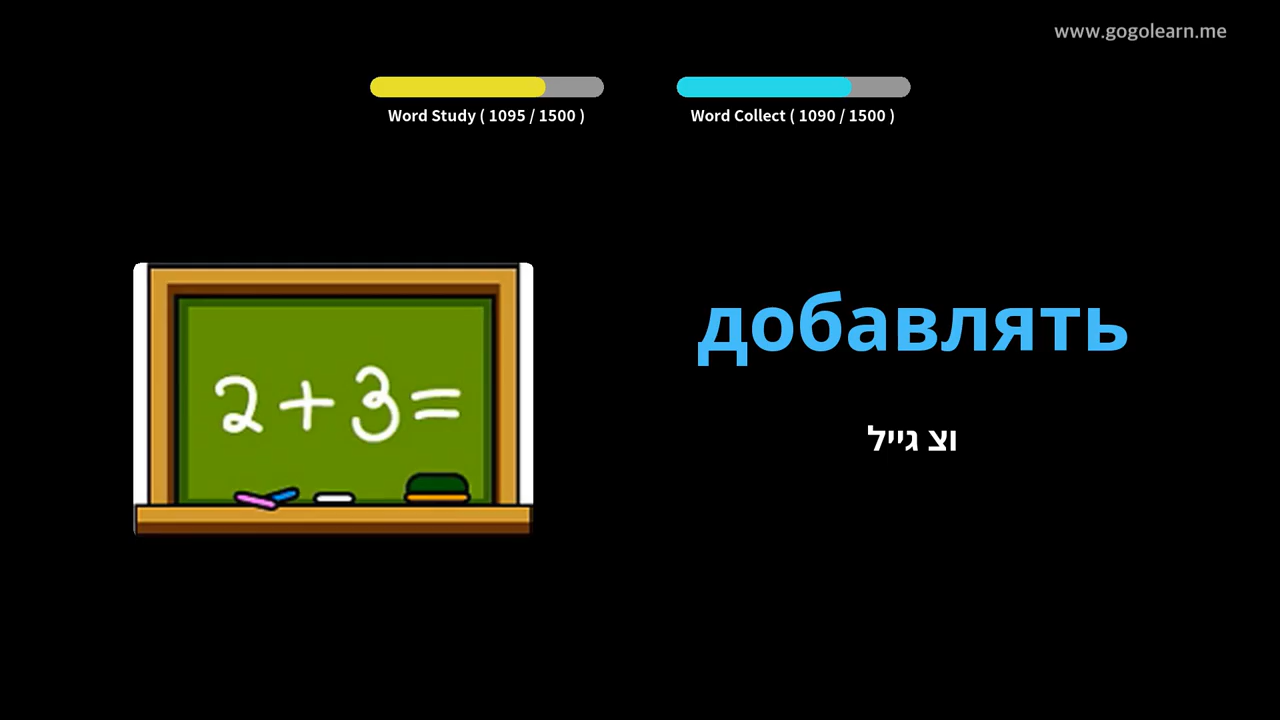 www.gogolearn.me
Word Study ( 1095 / 1500 )
Word Collect ( 1090 / 1500 )
2 + 3 =
добавлять
וצ גייל